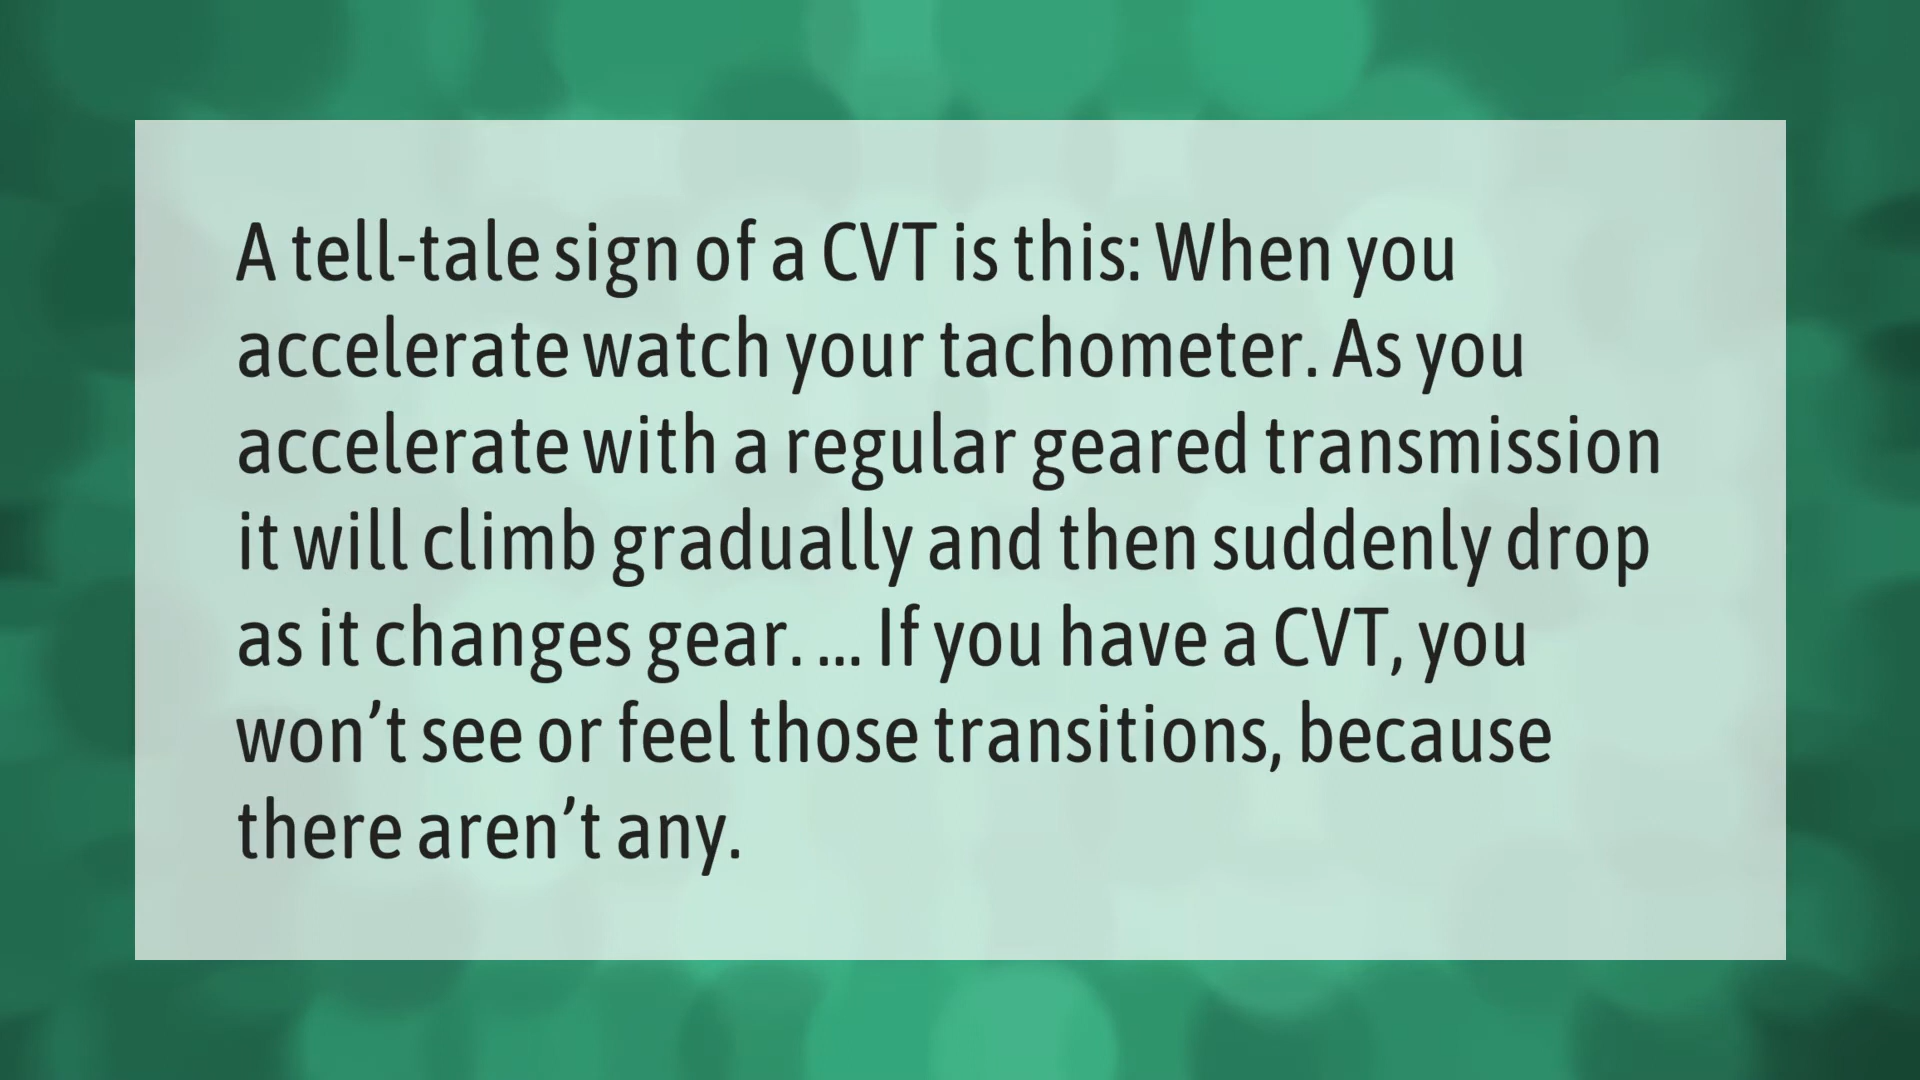 A tell-tale sign of a CVT is this: When you
accelerate watch your tachometer. As you
accelerate with a regular geared transmission
it will climb gradually and then suddenly drop
as it changes gear. ... If you have a CVT, you
won’t see or feel those transitions, because
there aren’t any.